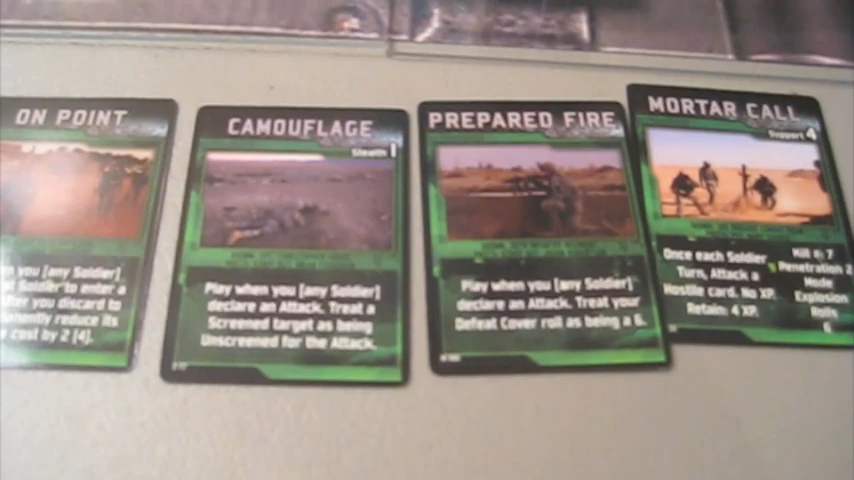 ON POINT
you [any Soldier]
Soldier to enter a
you discard to
reduce its
cost by 2 [4].
CAMOUFLAGE
Stealth 1
Play when you [any Soldier]
declare an Attack. Treat a
Screened target as being
Unscreened for the Attack.
PREPARED FIRE
Play when you [any Soldier]
declare an Attack. Treat your
Defeat Cover roll as being a 6.
MORTAR CALL
Support 4
Once each Soldier
Turn, Attack a
Hostile card. No XP.
Retain: 4 XP.
Kill 7
Penetration 2
Mode
Explosion
Rolls
6